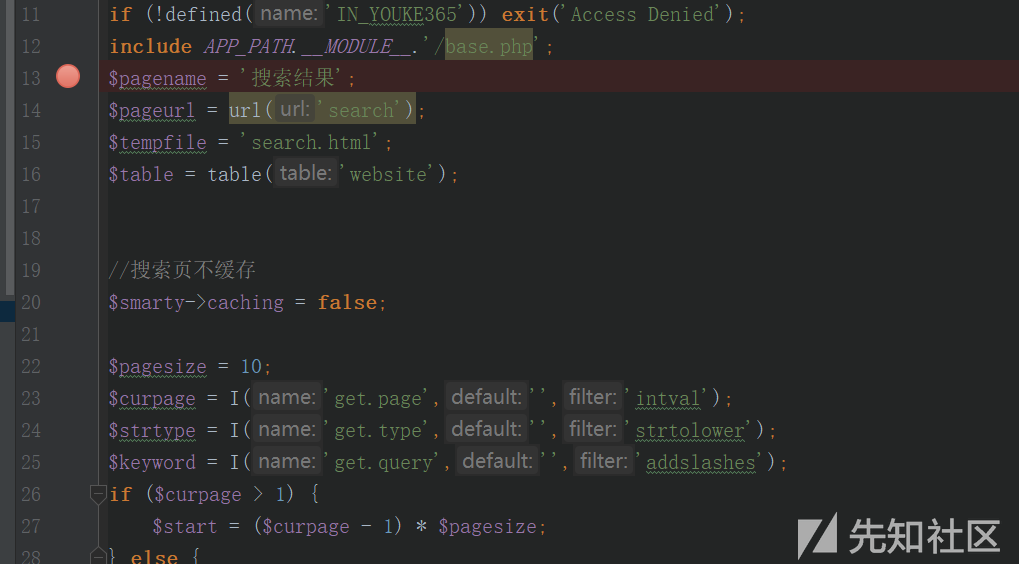 11 if (!defined( name: 'IN_YOUKE365')) exit('Access Denied');
12 include APP_PATH.__MODULE__.'/base.php';
13 $pagename = '搜索结果';
14 $pageurl = url( url: 'search');
15 $tempfile = 'search.html';
16 $table = table( table: 'website');
17
18
19 //搜索页不缓存
20 $smarty->caching = false;
21
22 $pagesize = 10;
23 $curpage = I( name: 'get.page', default: '', filter: 'intval');
24 $strtype = I( name: 'get.type', default: '', filter: 'strtolower');
25 $keyword = I( name: 'get.query', default: '', filter: 'addslashes');
26 if ($curpage > 1) {
27 $start = ($curpage - 1) * $pagesize;
28 } else {
先知社区